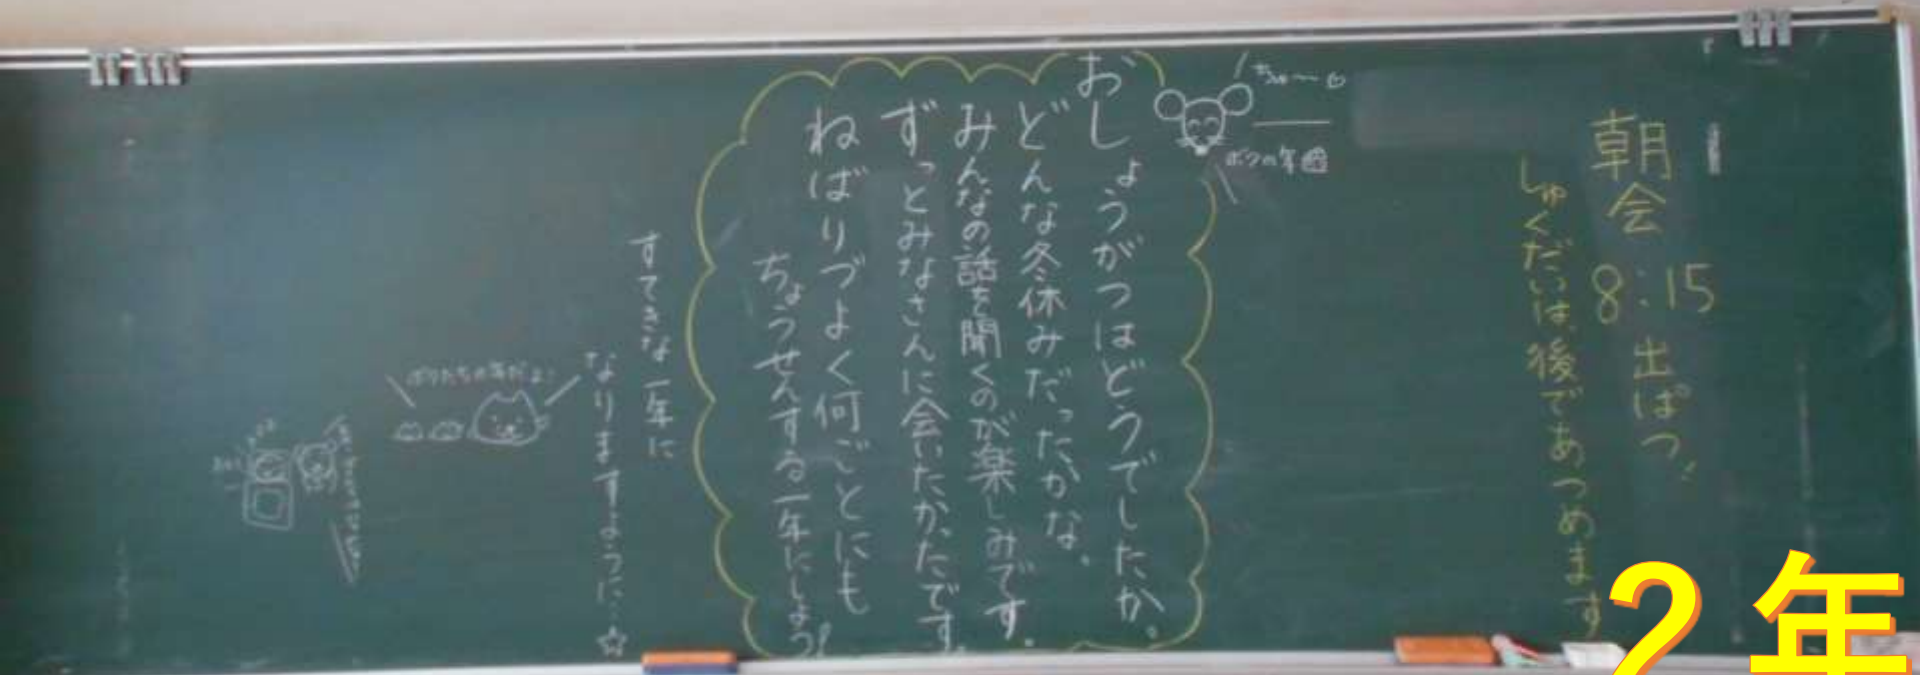 朝会 8:15 出ぱつ!
しゅくだいは、後であつめます
ちゅ〜〜
ボクの年
おしょうがつはどうでしたか。
どんな冬休みだったかな。
みんなの話を聞くのが楽しみです。
ずっとみなさんに会いたかったです。
ねばりづよく何ごとにも
ちょうせんする一年にしよう!
すてきな一年に
なりますように…☆
ボクたちの年だよ!
2年